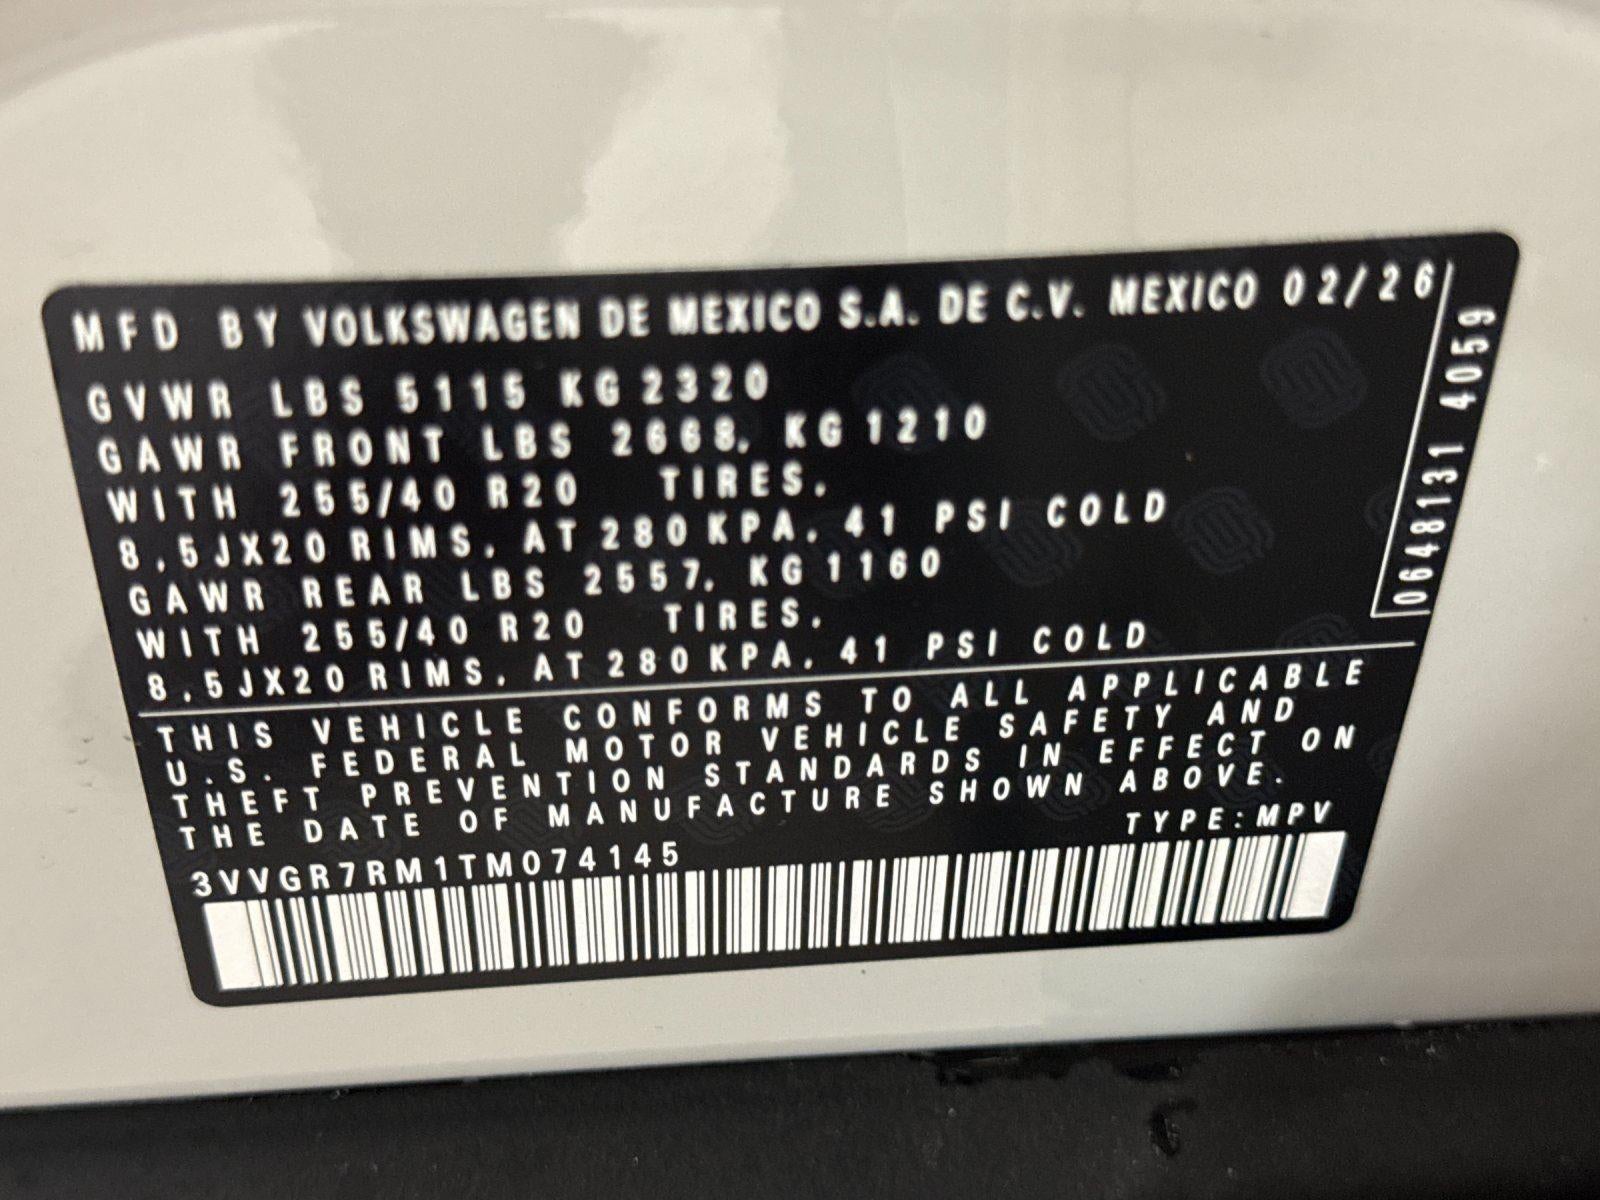 MFD BY VOLKSWAGEN DE MEXICO S.A. DE C.V. MEXICO 02/26
GVWR LBS 5115 KG 2320
GAWR FRONT LBS 2668, KG 1210
WITH 255/40 R20 TIRES,
8,5JX20 RIMS, AT 280 KPA, 41 PSI COLD
GAWR REAR LBS 2557, KG 1160
WITH 255/40 R20 TIRES,
8,5JX20 RIMS, AT 280 KPA, 41 PSI COLD
0648131 4059
THIS VEHICLE CONFORMS TO ALL APPLICABLE
U.S. FEDERAL MOTOR VEHICLE SAFETY AND
THEFT PREVENTION STANDARDS IN EFFECT ON
THE DATE OF MANUFACTURE SHOWN ABOVE.
TYPE:MPV
3VVGR7RM1TM074145